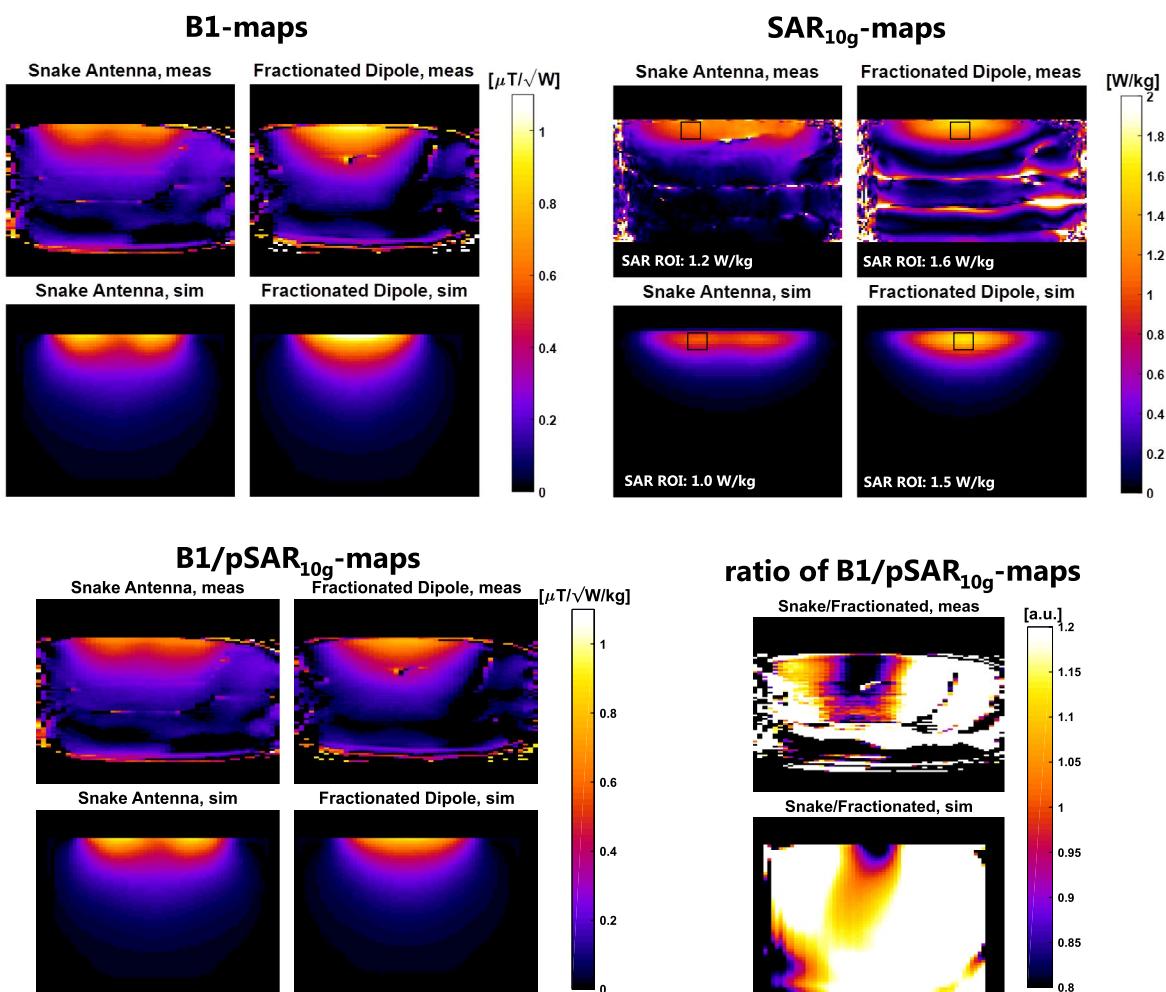 B1-maps
Snake Antenna, meas
Fractionated Dipole, meas
[μT/√W]
1
0.8
0.6
0.4
0.2
0
Snake Antenna, sim
Fractionated Dipole, sim
SAR10g-maps
Snake Antenna, meas
Fractionated Dipole, meas
[W/kg]
2
1.8
1.6
1.4
1.2
1
0.8
0.6
0.4
0.2
0
SAR ROI: 1.2 W/kg
SAR ROI: 1.6 W/kg
Snake Antenna, sim
Fractionated Dipole, sim
SAR ROI: 1.0 W/kg
SAR ROI: 1.5 W/kg
B1/pSAR10g-maps
Snake Antenna, meas
Fractionated Dipole, meas
[μT/√W/kg]
1
0.8
0.6
0.4
0.2
0
Snake Antenna, sim
Fractionated Dipole, sim
ratio of B1/pSAR10g-maps
Snake/Fractionated, meas
[a.u.]
1.2
1.15
1.1
1.05
1
0.95
0.9
0.85
0.8
Snake/Fractionated, sim